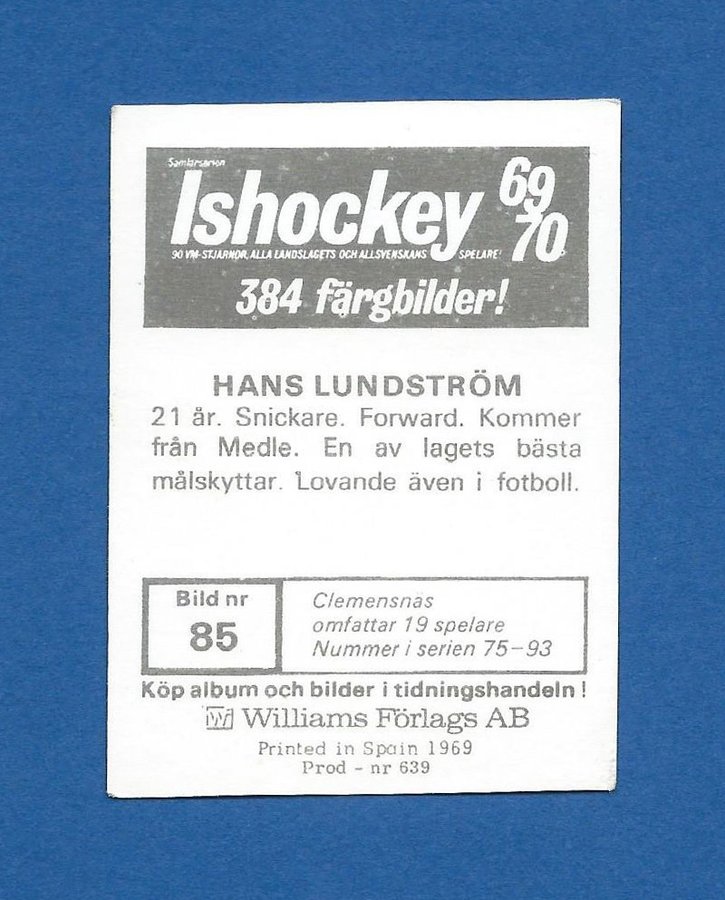 Samlarserien
Ishockey 69 70
90 VM-STJÄRNOR, ALLA LANDSLAGETS OCH ALLSVENSKANS SPELARE!
384 färgbilder!
HANS LUNDSTRÖM
21 år. Snickare. Forward. Kommer
från Medle. En av lagets bästa
målskyttar. Lovande även i fotboll.
Bild nr
85
Clemensnäs
omfattar 19 spelare
Nummer i serien 75–93
Köp album och bilder i tidningshandeln!
Wf Williams Förlags AB
Printed in Spain 1969
Prod - nr 639